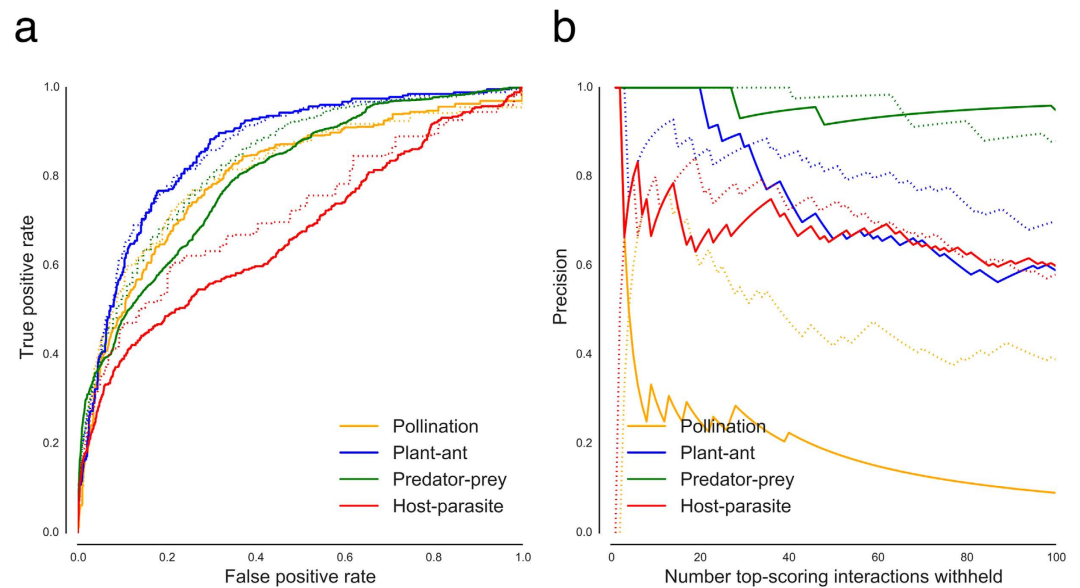 a
True positive rate
1.0
0.8
0.6
0.4
0.2
0.0
0.0 0.2 0.4 0.6 0.8 1.0
False positive rate
Pollination
Plant-ant
Predator-prey
Host-parasite
b
Precision
1.0
0.8
0.6
0.4
0.2
0.0
0 20 40 60 80 100
Number top-scoring interactions withheld
Pollination
Plant-ant
Predator-prey
Host-parasite